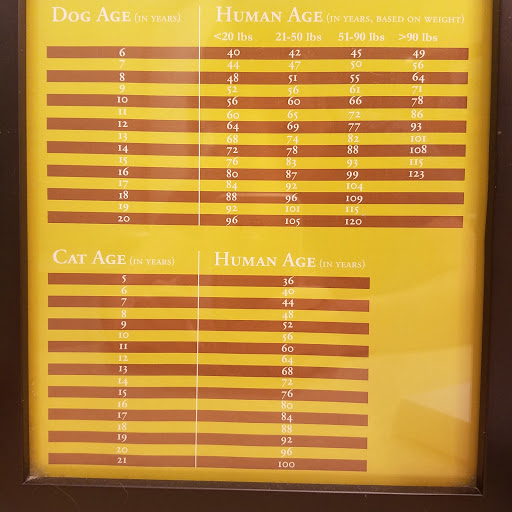 DOG AGE (IN YEARS) HUMAN AGE (IN YEARS, BASED ON WEIGHT)
<20 lbs 21-50 lbs 51-90 lbs >90 lbs
6 40 42 45 49
7 44 47 50 56
8 48 51 55 64
9 52 56 61 71
10 56 60 66 78
11 60 65 72 86
12 64 69 77 93
13 68 74 82 101
14 72 78 88 108
15 76 83 93 115
16 80 87 99 123
17 84 92 104
18 88 96 109
19 92 101 115
20 96 105 120
CAT AGE (IN YEARS) HUMAN AGE (IN YEARS)
5 36
6 40
7 44
8 48
9 52
10 56
11 60
12 64
13 68
14 72
15 76
16 80
17 84
18 88
19 92
20 96
21 100